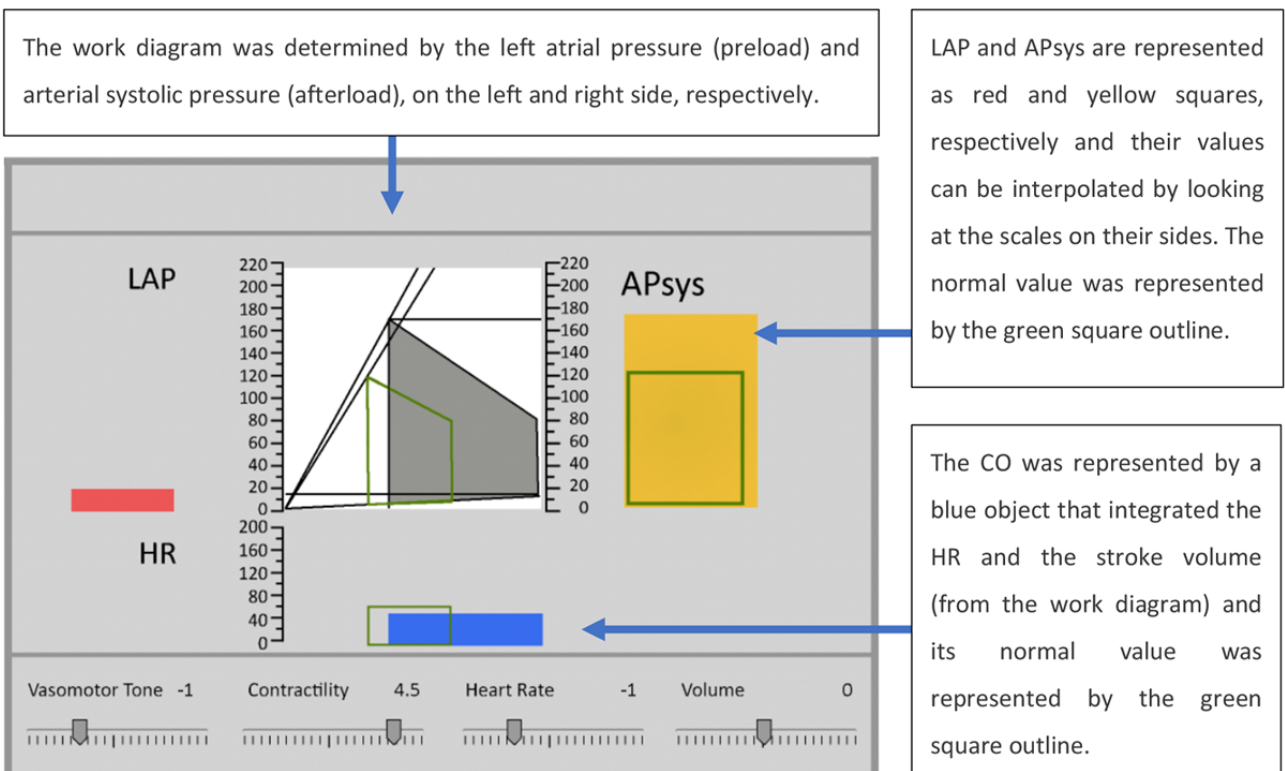 The work diagram was determined by the left atrial pressure (preload) and
arterial systolic pressure (afterload), on the left and right side, respectively.
LAP and APsys are represented
as red and yellow squares,
respectively and their values
can be interpolated by looking
at the scales on their sides. The
normal value was represented
by the green square outline.
LAP
220
200
180
160
140
120
100
80
60
40
20
0
220
200
180
160
140
120
100
80
60
40
20
0
APsys
HR
200
160
120
80
40
0
The CO was represented by a
blue object that integrated the
HR and the stroke volume
(from the work diagram) and
its normal value was
represented by the green
square outline.
Vasomotor Tone -1
Contractility 4.5
Heart Rate -1
Volume 0